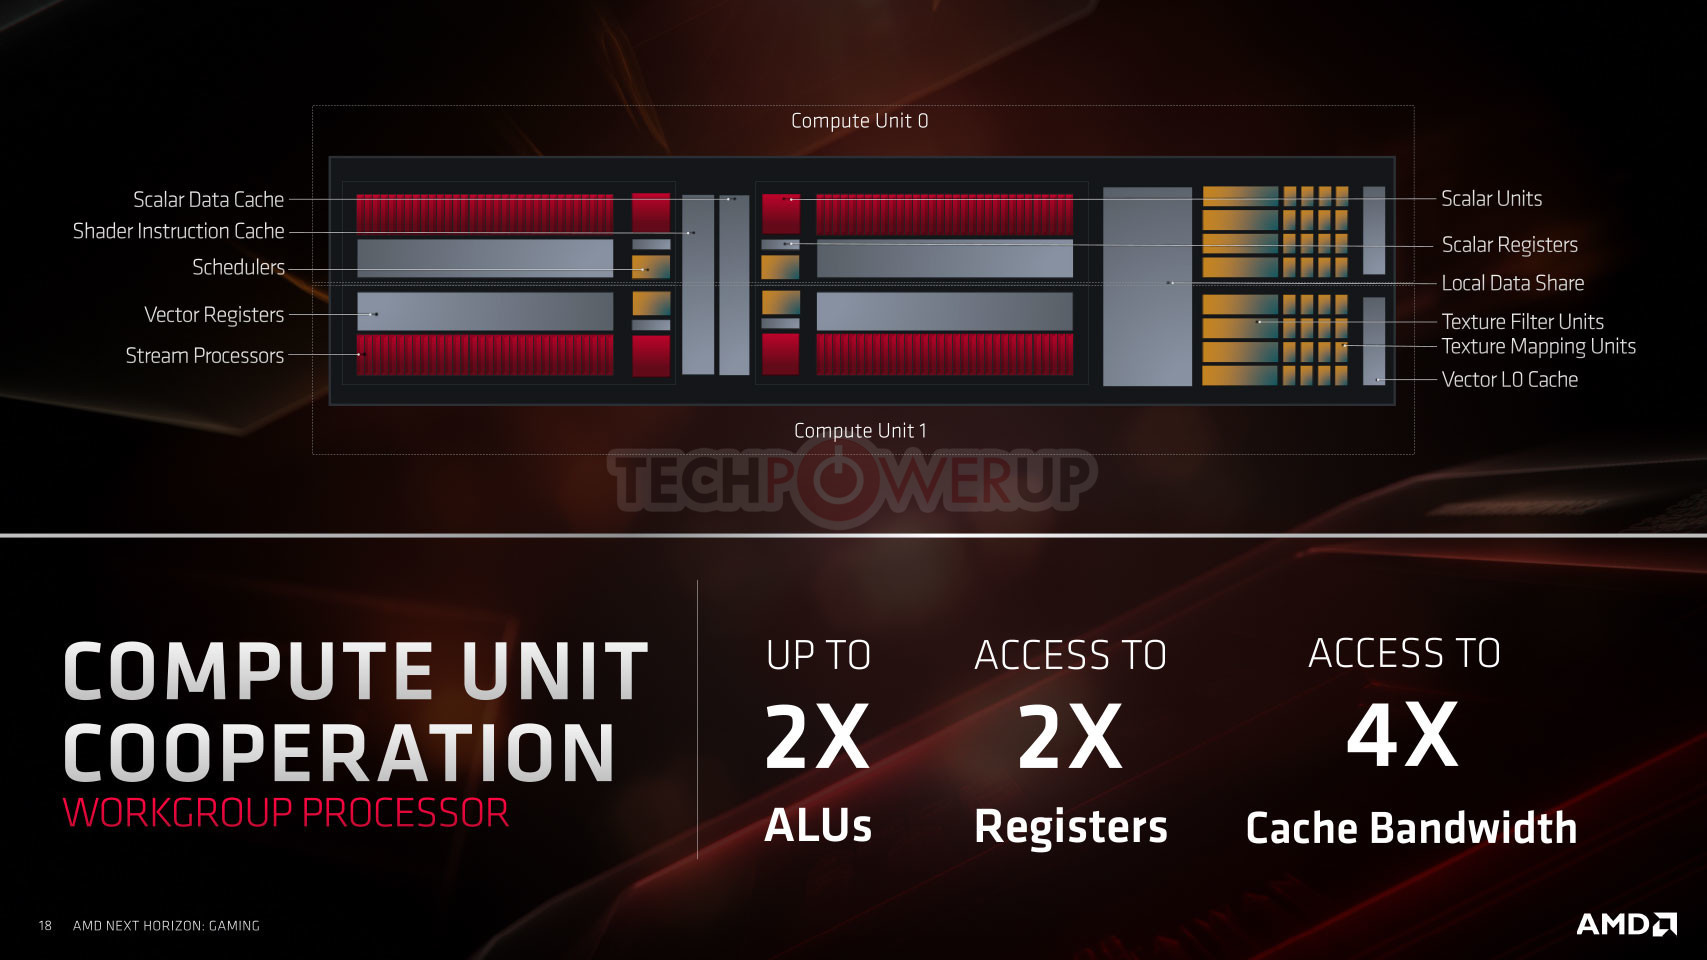 Compute Unit 0
Scalar Data Cache
Shader Instruction Cache
Schedulers
Vector Registers
Stream Processors
Scalar Units
Scalar Registers
Local Data Share
Texture Filter Units
Texture Mapping Units
Vector L0 Cache
Compute Unit 1
TECHPOWERUP
COMPUTE UNIT
COOPERATION
WORKGROUP PROCESSOR
UP TO
2X
ALUs
ACCESS TO
2X
Registers
ACCESS TO
4X
Cache Bandwidth
18 AMD NEXT HORIZON: GAMING
AMD